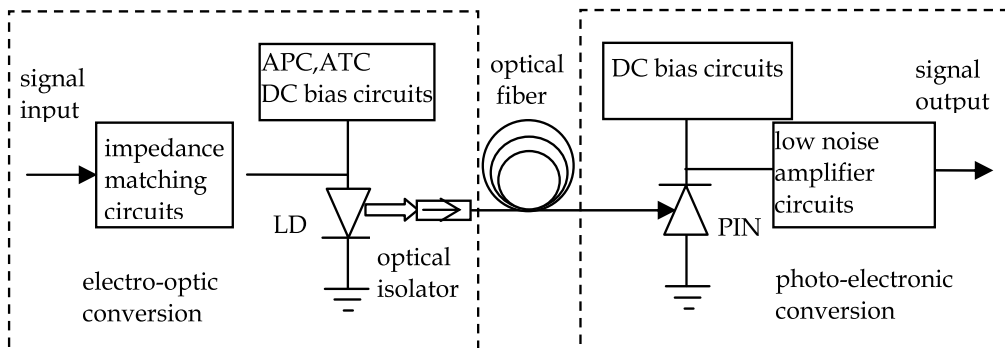 signal
input
impedance
matching
circuits
APC,ATC
DC bias circuits
LD
optical
isolator
electro-optic
conversion
optical
fiber
DC bias circuits
signal
output
low noise
amplifier
circuits
PIN
photo-electronic
conversion